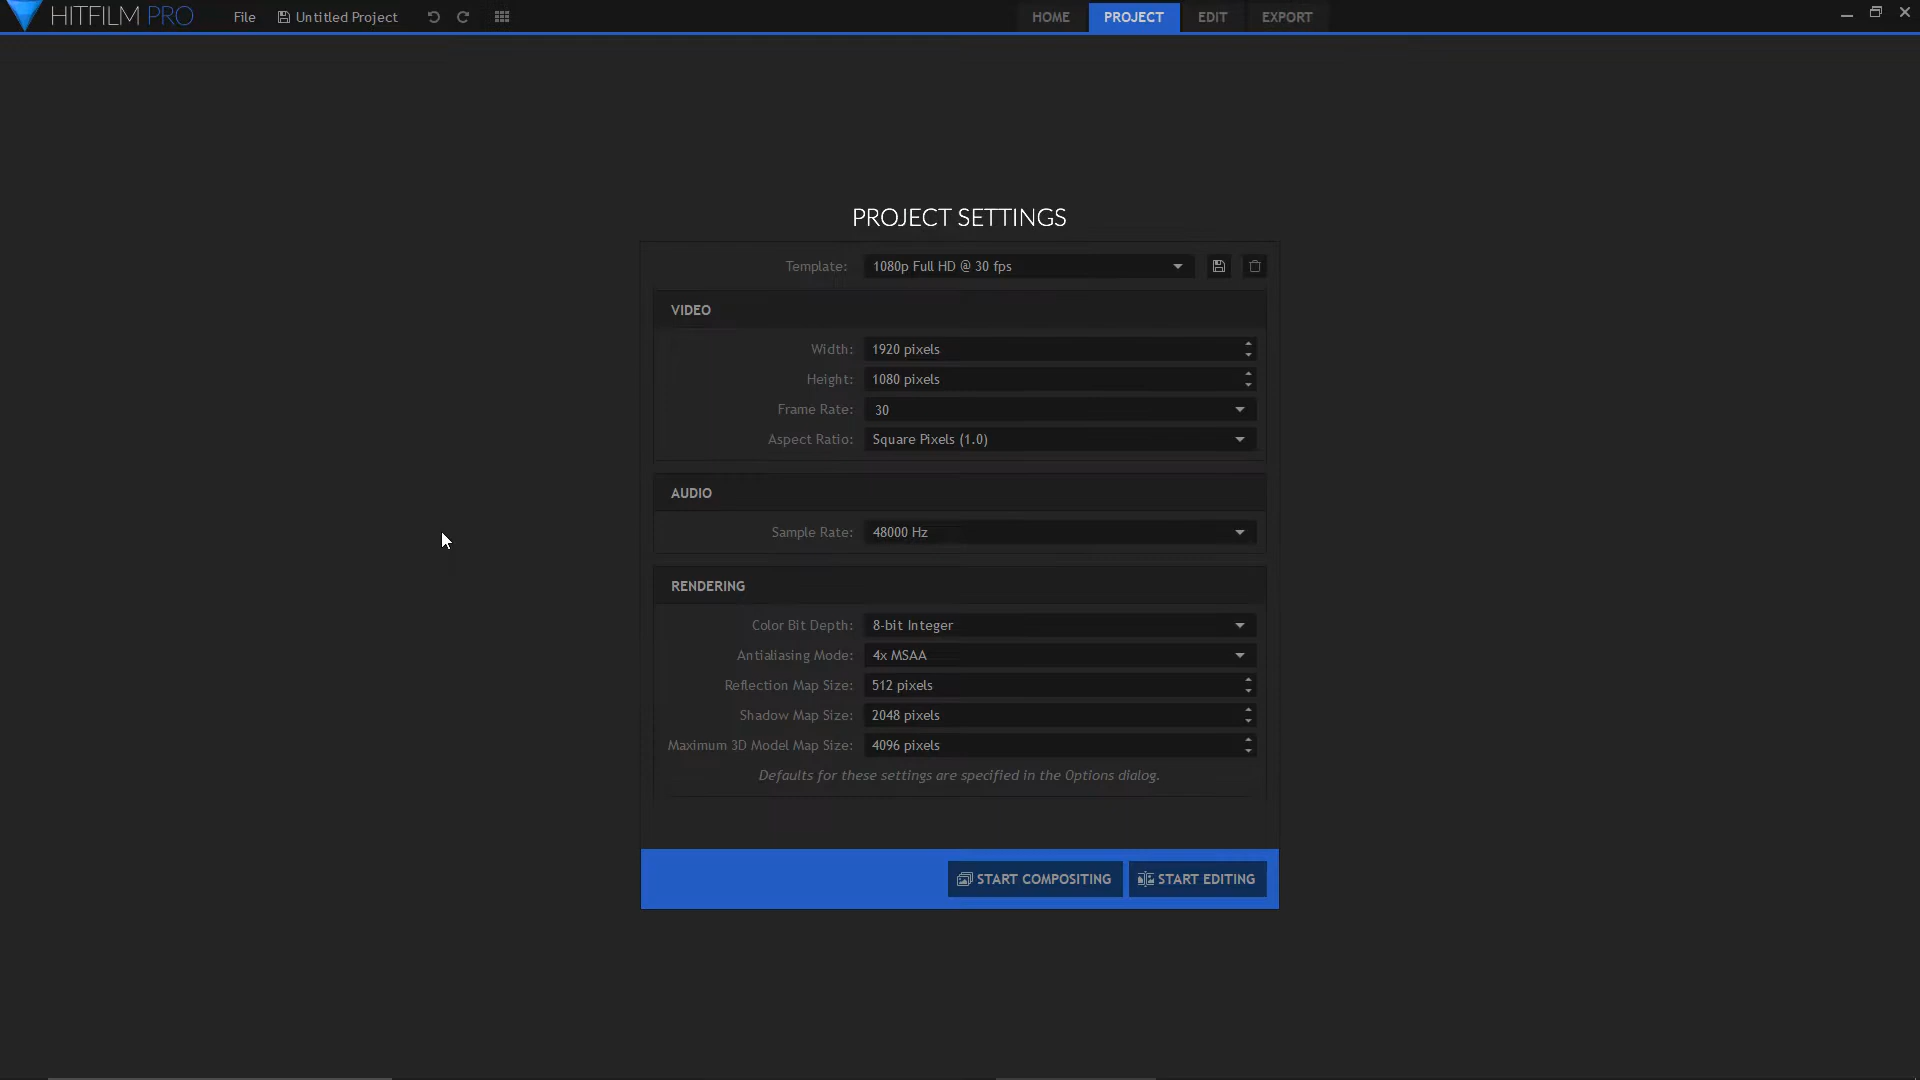 HITFILM PRO File Untitled Project HOME PROJECT EDIT EXPORT
PROJECT SETTINGS
Template: 1080p Full HD @ 30 fps
VIDEO
Width: 1920 pixels
Height: 1080 pixels
Frame Rate: 30
Aspect Ratio: Square Pixels (1.0)
AUDIO
Sample Rate: 48000 Hz
RENDERING
Color Bit Depth: 8-bit Integer
Antialiasing Mode: 4x MSAA
Reflection Map Size: 512 pixels
Shadow Map Size: 2048 pixels
Maximum 3D Model Map Size: 4096 pixels
Defaults for these settings are specified in the Options dialog.
START COMPOSITING START EDITING